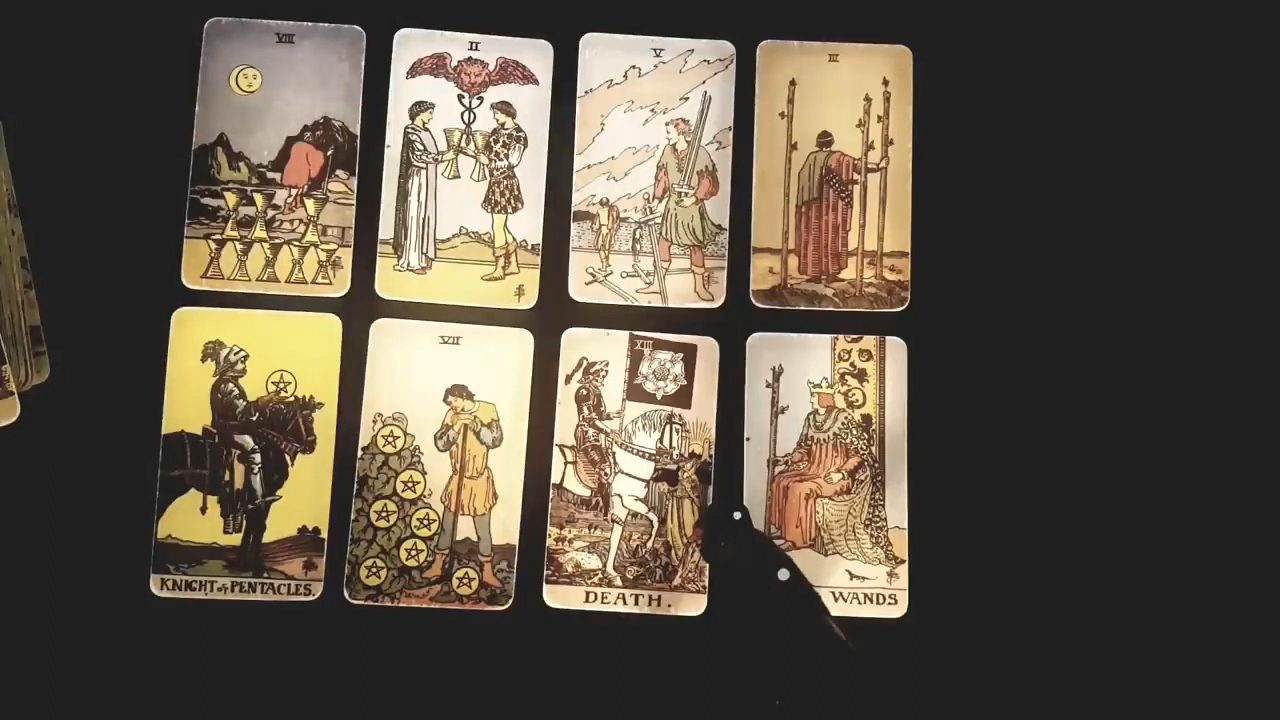 VIII
II
V
III
KNIGHT of PENTACLES.
VII
XIII
DEATH.
WANDS